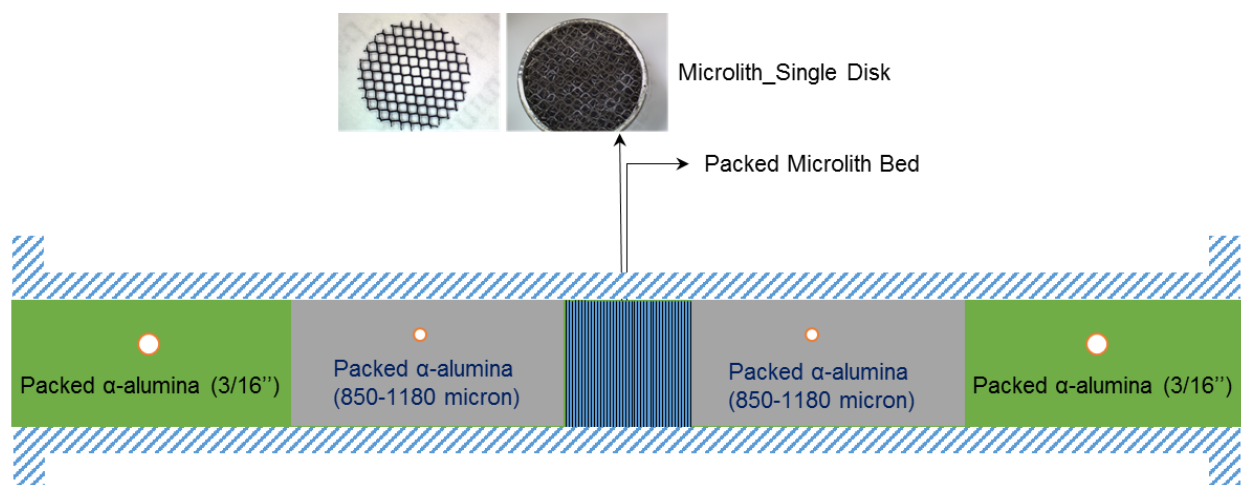 Microlith_Single Disk
Packed Microlith Bed
Packed α-alumina (3/16’’)
Packed α-alumina
(850-1180 micron)
Packed α-alumina
(850-1180 micron)
Packed α-alumina (3/16’’)